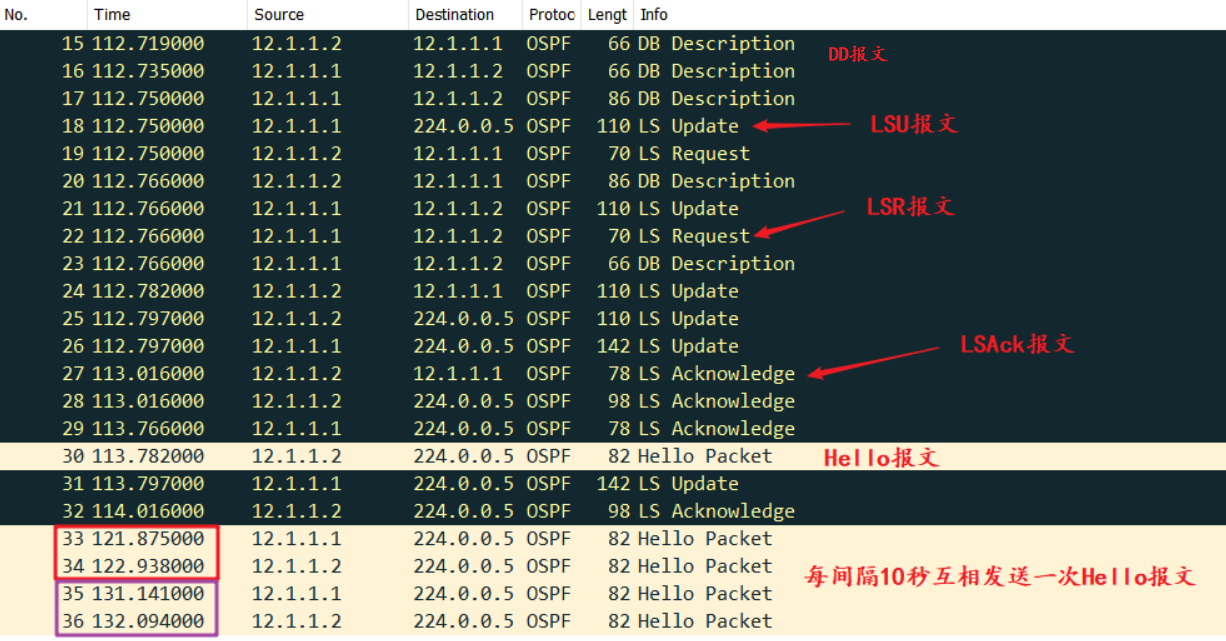 No. Time Source Destination Protoc Lengt Info
15 112.719000 12.1.1.2 12.1.1.1 OSPF 66 DB Description
DD报文
16 112.735000 12.1.1.1 12.1.1.2 OSPF 66 DB Description
17 112.750000 12.1.1.1 12.1.1.2 OSPF 86 DB Description
18 112.750000 12.1.1.1 224.0.0.5 OSPF 110 LS Update LSU报文
19 112.750000 12.1.1.2 12.1.1.1 OSPF 70 LS Request
20 112.766000 12.1.1.2 12.1.1.1 OSPF 86 DB Description
21 112.766000 12.1.1.1 12.1.1.2 OSPF 110 LS Update LSR报文
22 112.766000 12.1.1.1 12.1.1.2 OSPF 70 LS Request
23 112.766000 12.1.1.1 12.1.1.2 OSPF 66 DB Description
24 112.782000 12.1.1.2 12.1.1.1 OSPF 110 LS Update
25 112.797000 12.1.1.2 224.0.0.5 OSPF 110 LS Update
26 112.797000 12.1.1.1 224.0.0.5 OSPF 142 LS Update LSAck报文
27 113.016000 12.1.1.2 12.1.1.1 OSPF 78 LS Acknowledge
28 113.016000 12.1.1.2 224.0.0.5 OSPF 98 LS Acknowledge
29 113.766000 12.1.1.1 224.0.0.5 OSPF 78 LS Acknowledge
30 113.782000 12.1.1.2 224.0.0.5 OSPF 82 Hello Packet Hello报文
31 113.797000 12.1.1.1 224.0.0.5 OSPF 142 LS Update
32 114.016000 12.1.1.2 224.0.0.5 OSPF 98 LS Acknowledge
33 121.875000 12.1.1.1 224.0.0.5 OSPF 82 Hello Packet
34 122.938000 12.1.1.2 224.0.0.5 OSPF 82 Hello Packet
每间隔10秒互相发送一次Hello报文
35 131.141000 12.1.1.1 224.0.0.5 OSPF 82 Hello Packet
36 132.094000 12.1.1.2 224.0.0.5 OSPF 82 Hello Packet